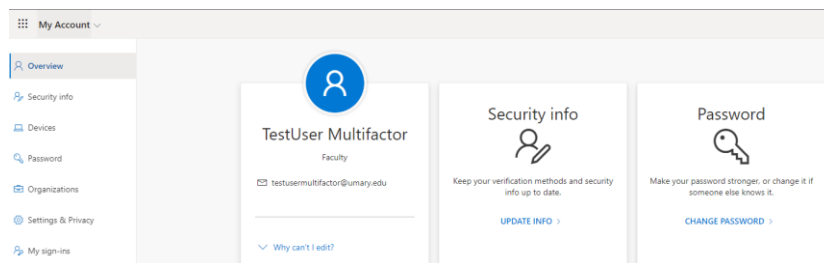 My Account
Overview
Security info
Devices
Password
Organizations
Settings & Privacy
My sign-ins
TestUser Multifactor
Faculty
testusermultifactor@umary.edu
Why can't I edit?
Security info
Keep your verification methods and security
info up to date.
UPDATE INFO >
Password
Make your password stronger, or change it if
someone else knows it.
CHANGE PASSWORD >